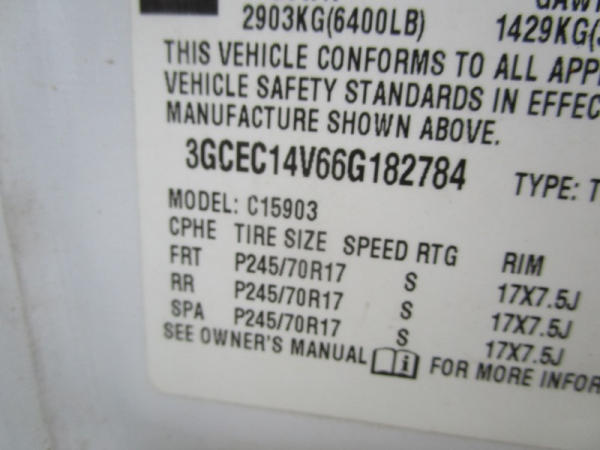 2903KG(6400LB) 1429KG(
THIS VEHICLE CONFORMS TO ALL
VEHICLE SAFETY STANDARDS IN
MANUFACTURE SHOWN ABOVE.
3GCEC14V66G182784 TYPE: T
MODEL: C15903
CPHE TIRE SIZE SPEED RTG RIM
FRT P245/70R17 S 17X7.5J
RR P245/70R17 S 17X7.5J
SPA P245/70R17 S 17X7.5J
SEE OWNER'S MANUAL i FOR MORE INFOR